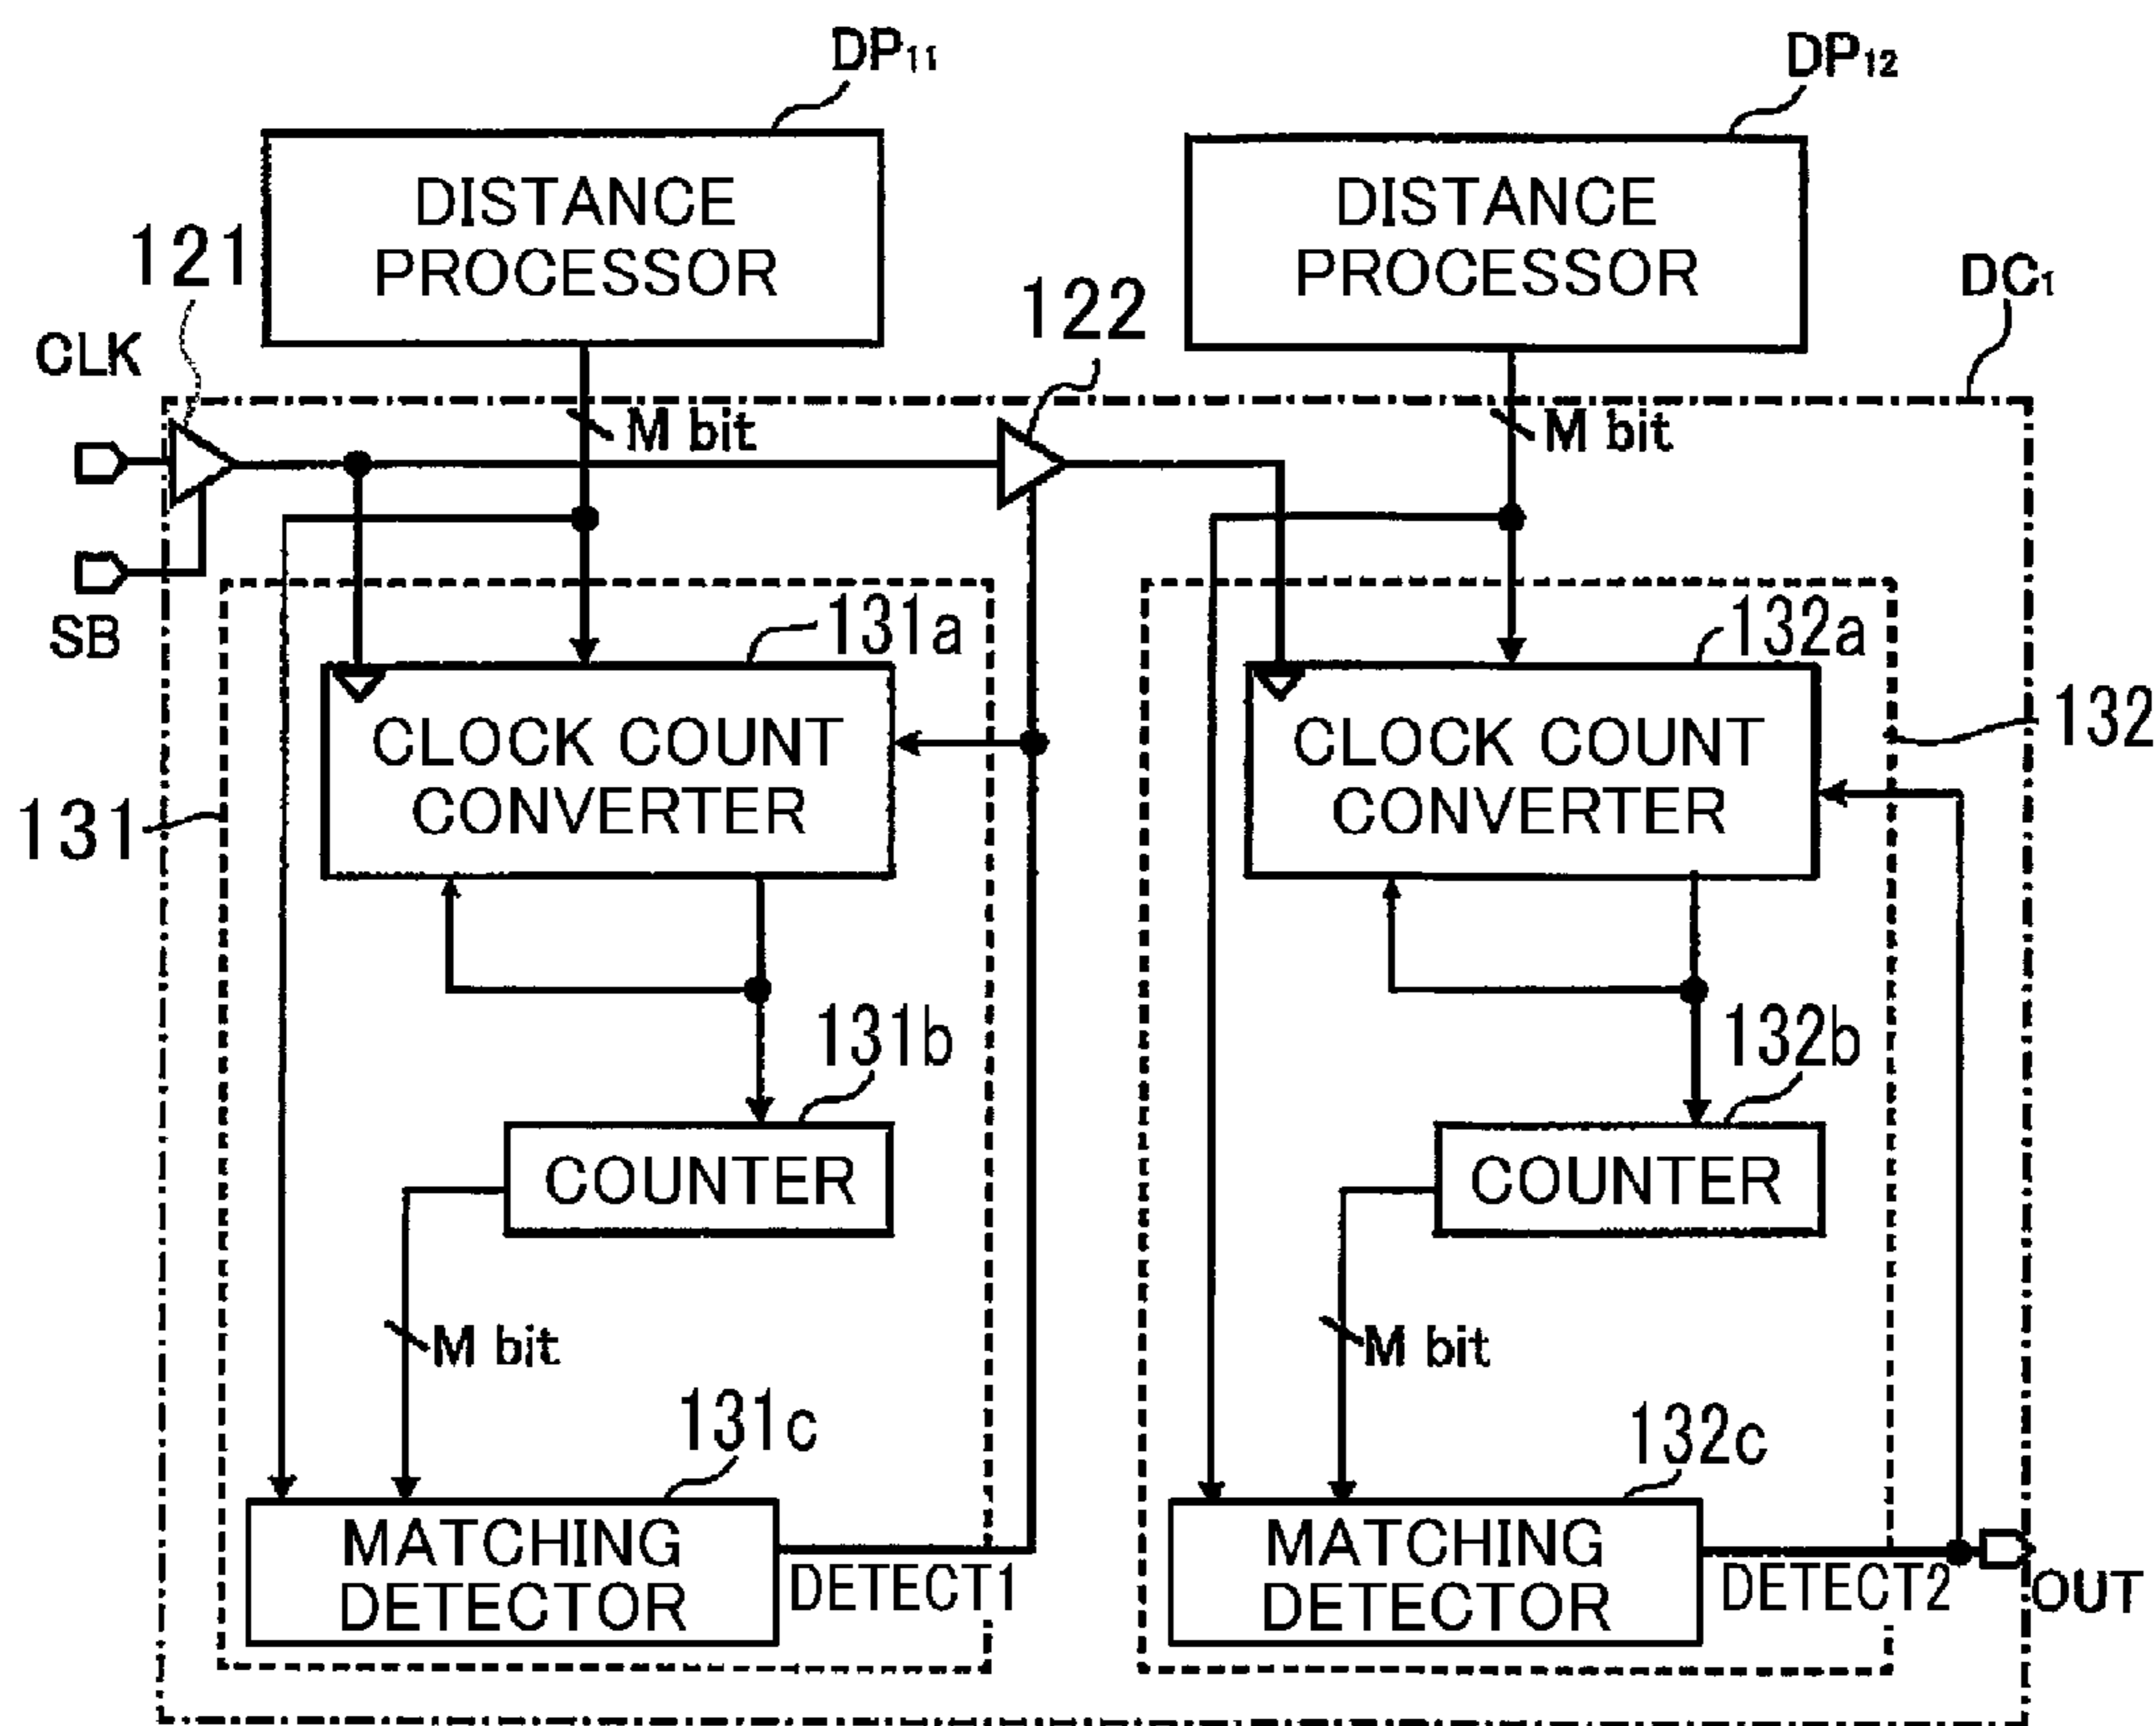 DP₁₁
DP₁₂
DISTANCE
PROCESSOR
DISTANCE
PROCESSOR
121
122
DC₁
CLK
M bit
M bit
SB
131a
132a
CLOCK COUNT
CONVERTER
CLOCK COUNT
CONVERTER
132
131
131b
132b
COUNTER
COUNTER
M bit
M bit
131c
132c
MATCHING
DETECTOR
MATCHING
DETECTOR
DETECT1
DETECT2
OUT